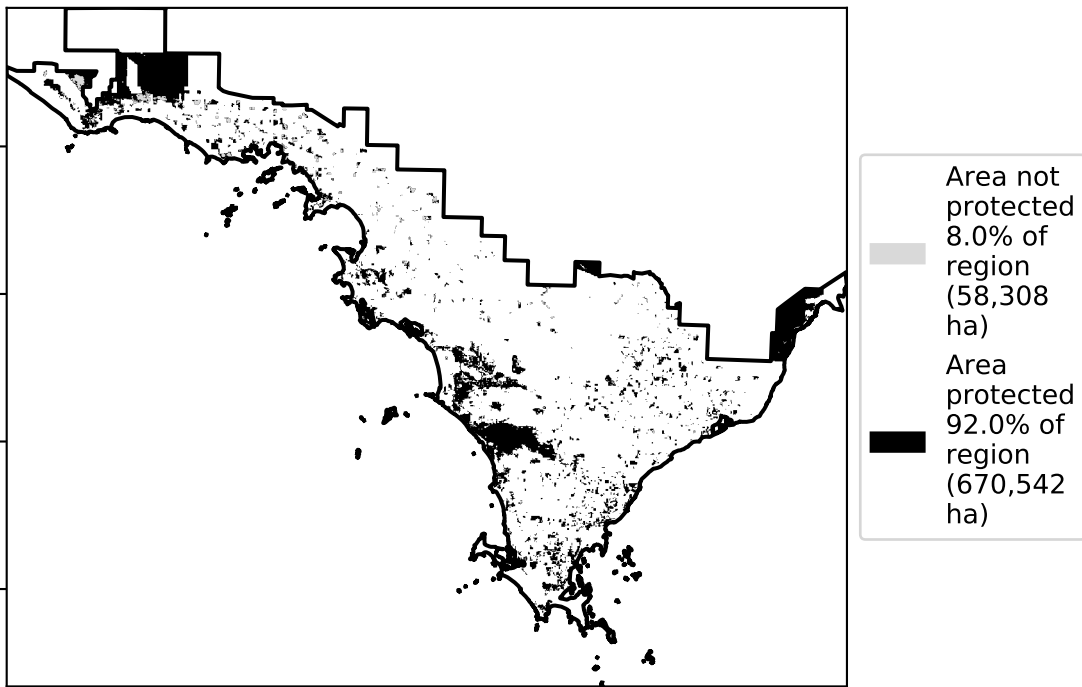 Area not
protected
8.0% of
region
(58,308
ha)
Area
protected
92.0% of
region
(670,542
ha)